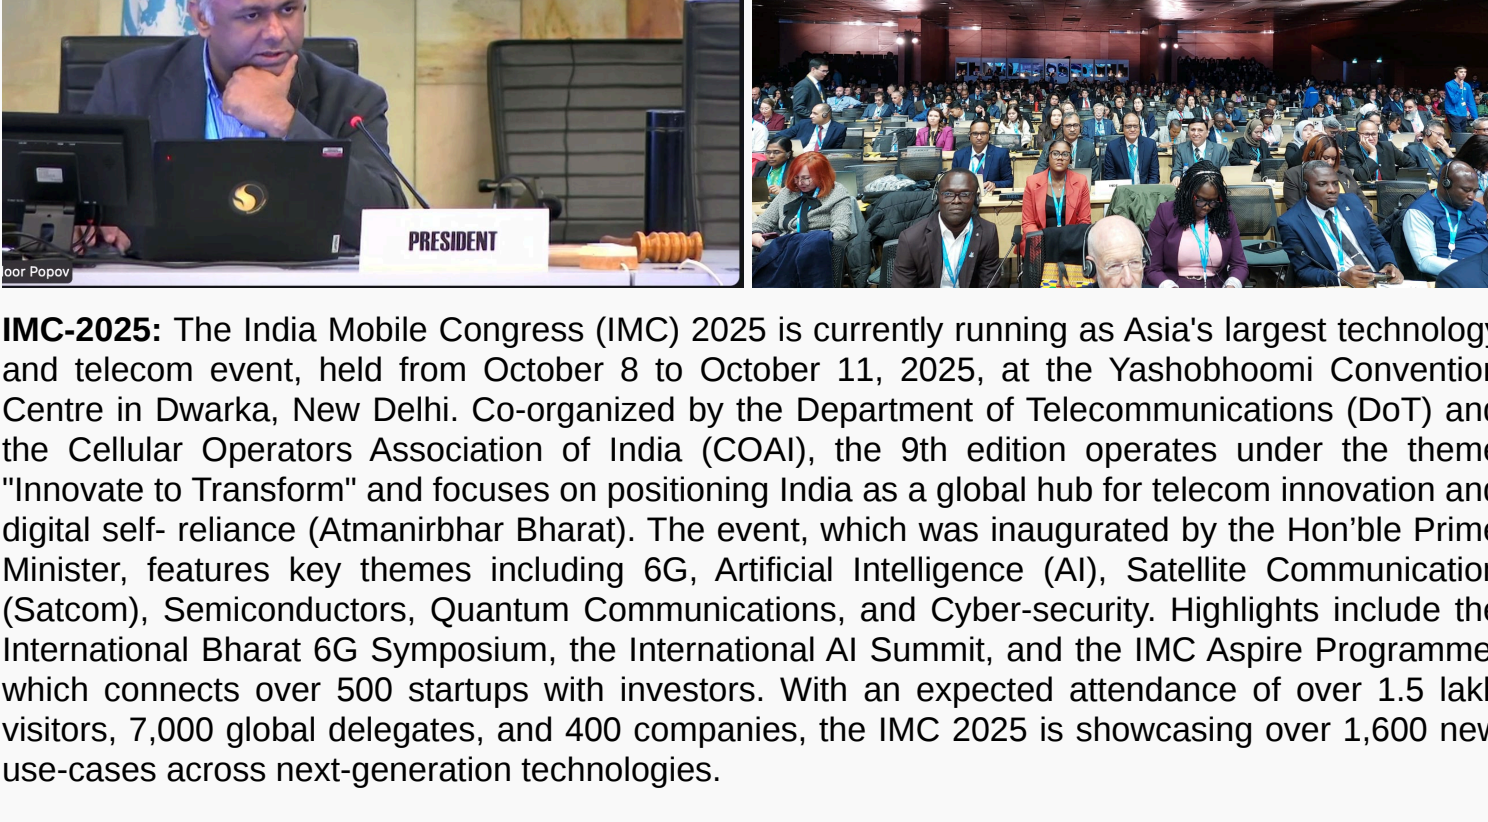 PRESIDENT
loor Popov
IMC-2025: The India Mobile Congress (IMC) 2025 is currently running as Asia's largest technology
and telecom event, held from October 8 to October 11, 2025, at the Yashobhoomi Convention
Centre in Dwarka, New Delhi. Co-organized by the Department of Telecommunications (DoT) and
the Cellular Operators Association of India (COAI), the 9th edition operates under the theme
"Innovate to Transform" and focuses on positioning India as a global hub for telecom innovation and
digital self- reliance (Atmanirbhar Bharat). The event, which was inaugurated by the Hon’ble Prime
Minister, features key themes including 6G, Artificial Intelligence (AI), Satellite Communication
(Satcom), Semiconductors, Quantum Communications, and Cyber-security. Highlights include the
International Bharat 6G Symposium, the International AI Summit, and the IMC Aspire Programme
which connects over 500 startups with investors. With an expected attendance of over 1.5 lakh
visitors, 7,000 global delegates, and 400 companies, the IMC 2025 is showcasing over 1,600 new
use-cases across next-generation technologies.